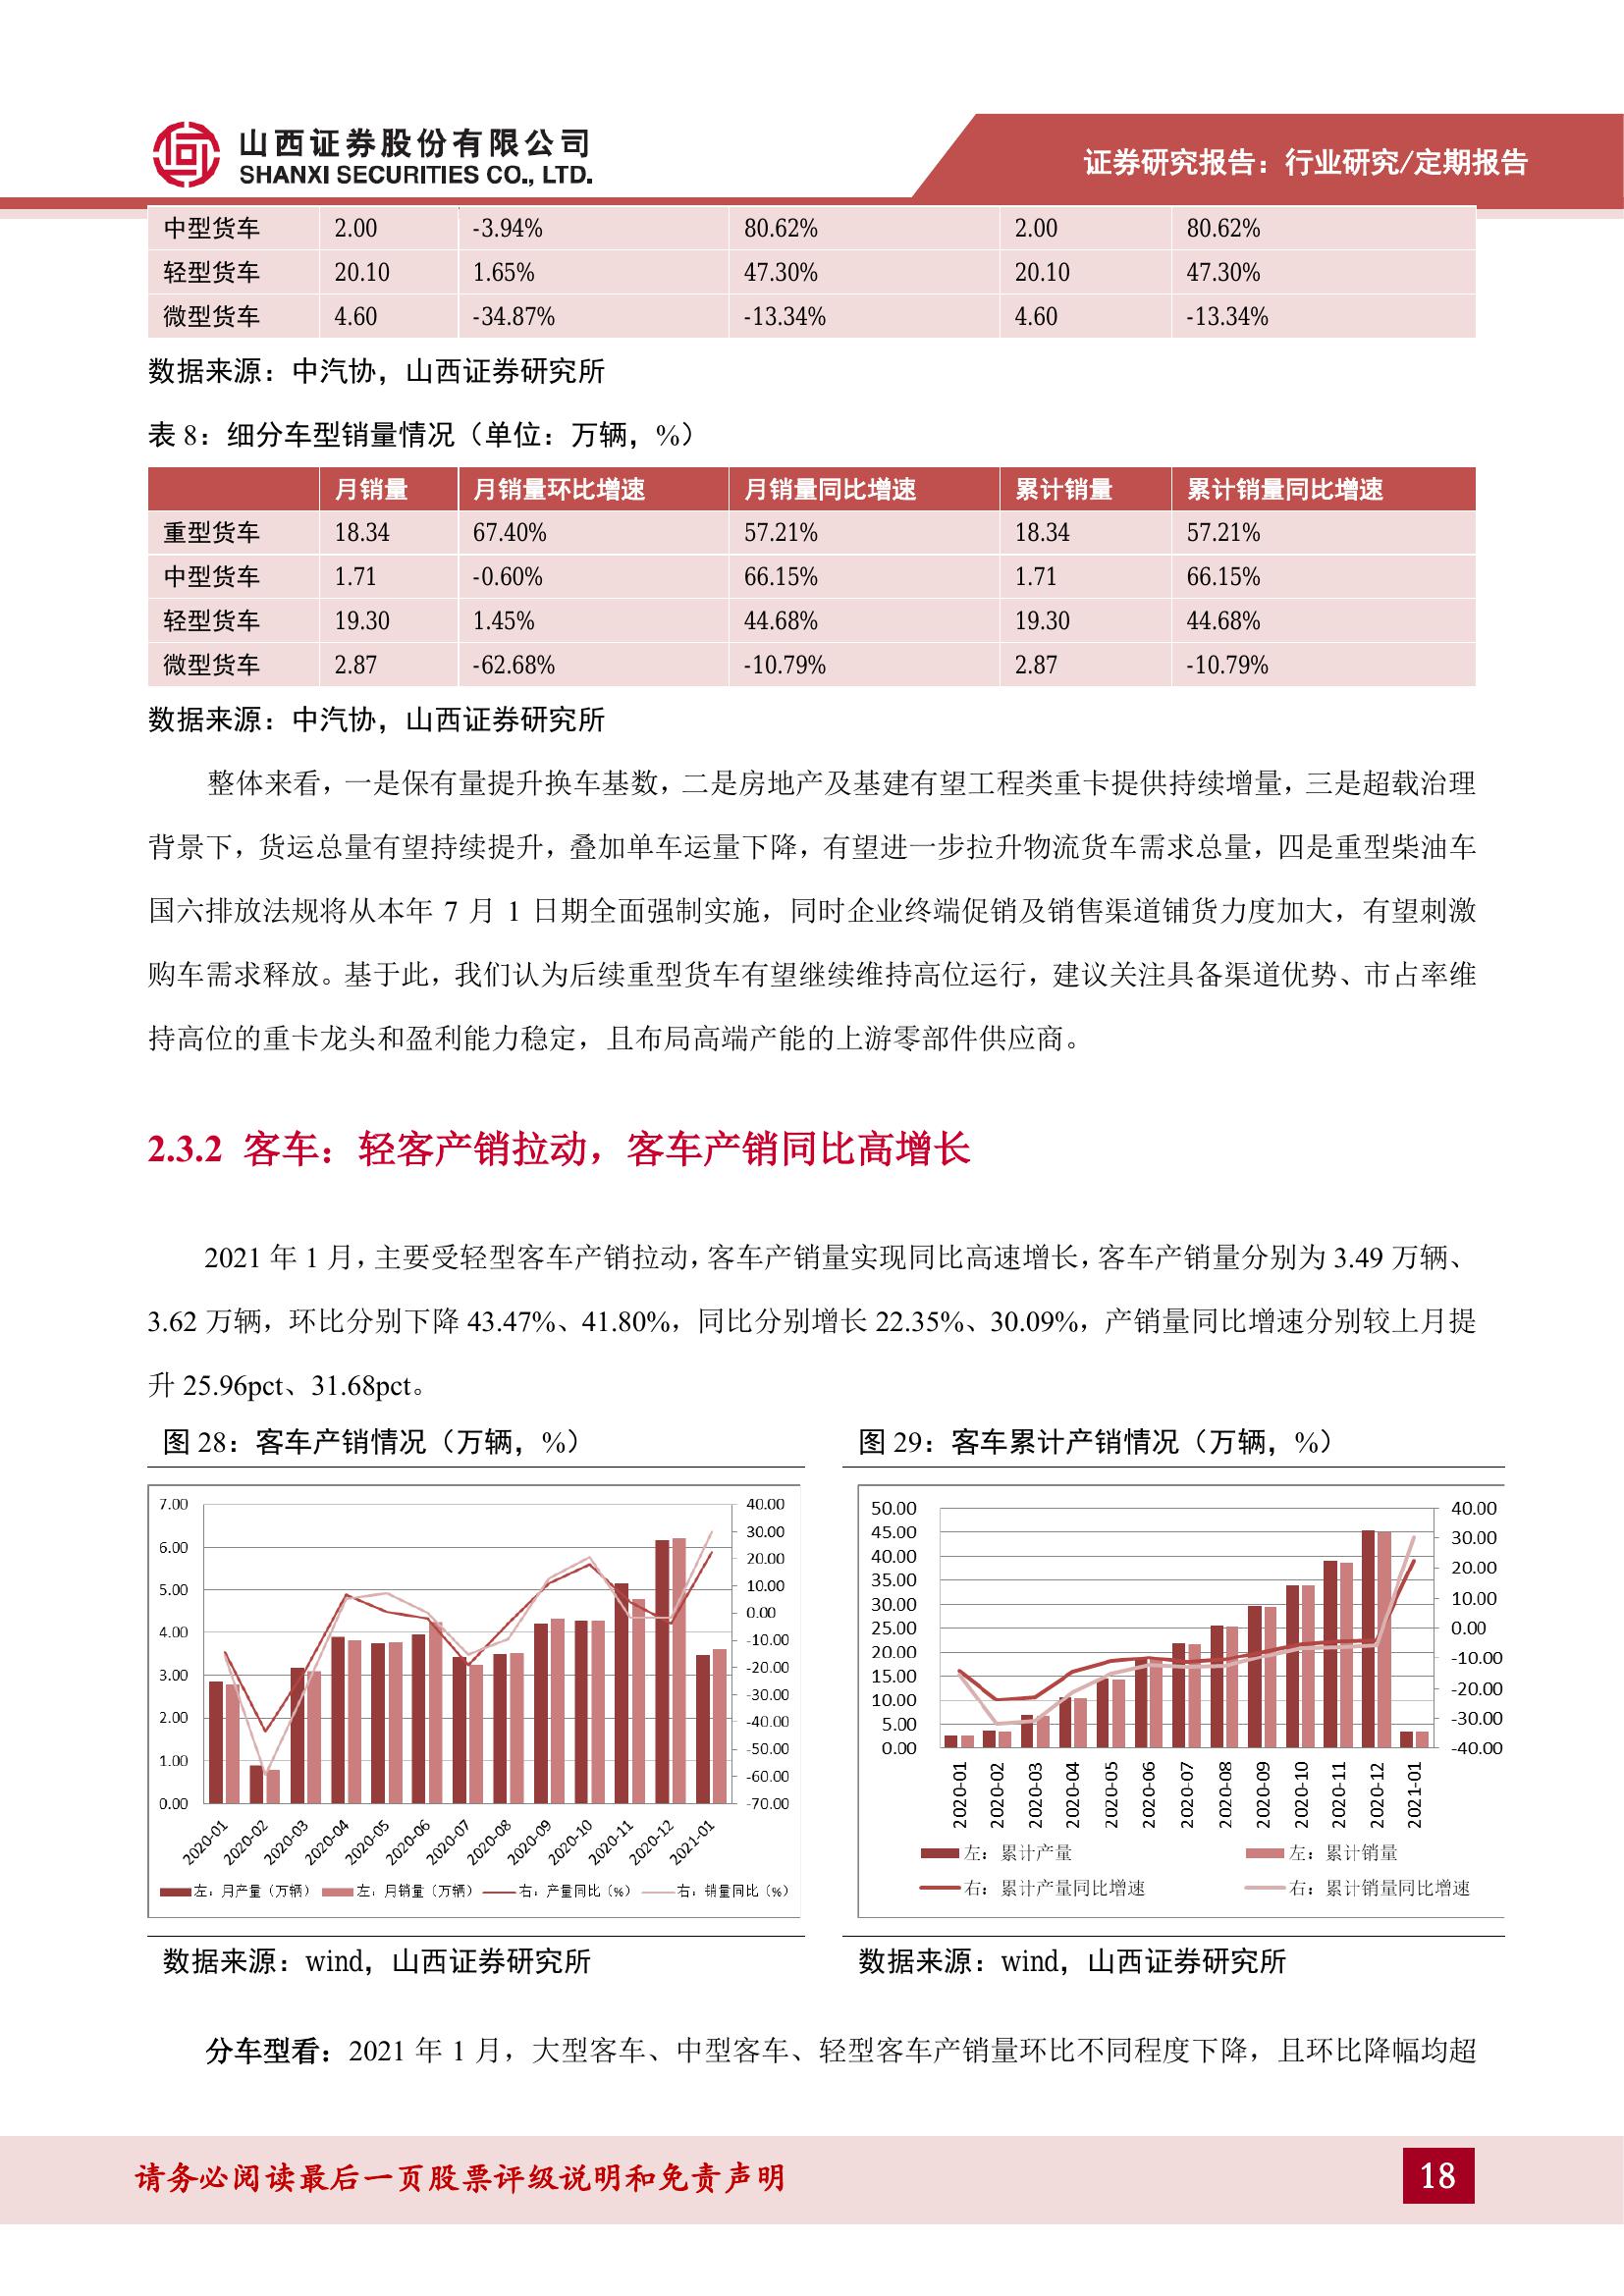 山西证券股份有限公司
SHANXI SECURITIES CO., LTD.
证券研究报告：行业研究/定期报告
中型货车 2.00 -3.94% 80.62% 2.00 80.62%
轻型货车 20.10 1.65% 47.30% 20.10 47.30%
微型货车 4.60 -34.87% -13.34% 4.60 -13.34%
数据来源：中汽协，山西证券研究所
表 8：细分车型销量情况（单位：万辆，%）
月销量 月销量环比增速 月销量同比增速 累计销量 累计销量同比增速
重型货车 18.34 67.40% 57.21% 18.34 57.21%
中型货车 1.71 -0.60% 66.15% 1.71 66.15%
轻型货车 19.30 1.45% 44.68% 19.30 44.68%
微型货车 2.87 -62.68% -10.79% 2.87 -10.79%
数据来源：中汽协，山西证券研究所
整体来看，一是保有量提升换车基数，二是房地产及基建有望工程类重卡提供持续增量，三是超载治理
背景下，货运总量有望持续提升，叠加单车运量下降，有望进一步拉升物流货车需求总量，四是重型柴油车
国六排放法规将从本年 7 月 1 日期全面强制实施，同时企业终端促销及销售渠道铺货力度加大，有望刺激
购车需求释放。基于此，我们认为后续重型货车有望继续维持高位运行，建议关注具备渠道优势、市占率维
持高位的重卡龙头和盈利能力稳定，且布局高端产能的上游零部件供应商。
2.3.2 客车：轻客产销拉动，客车产销同比高增长
2021 年 1 月，主要受轻型客车产销拉动，客车产销量实现同比高速增长，客车产销量分别为 3.49 万辆、
3.62 万辆，环比分别下降 43.47%、41.80%，同比分别增长 22.35%、30.09%，产销量同比增速分别较上月提
升 25.96pct、31.68pct。
图 28：客车产销情况（万辆，%）
7.00
6.00
5.00
4.00
3.00
2.00
1.00
0.00
40.00
30.00
20.00
10.00
0.00
-10.00
-20.00
-30.00
-40.00
-50.00
-60.00
-70.00
2020-01 2020-02 2020-03 2020-04 2020-05 2020-06 2020-07 2020-08 2020-09 2020-10 2020-11 2020-12 2021-01
左：月产量（万辆） 左：月销量（万辆） 右：产量同比（%） 右：销量同比（%）
数据来源：wind，山西证券研究所
图 29：客车累计产销情况（万辆，%）
50.00
45.00
40.00
35.00
30.00
25.00
20.00
15.00
10.00
5.00
0.00
40.00
30.00
20.00
10.00
0.00
-10.00
-20.00
-30.00
-40.00
2020-01 2020-02 2020-03 2020-04 2020-05 2020-06 2020-07 2020-08 2020-09 2020-10 2020-11 2020-12 2021-01
左：累计产量 左：累计销量
右：累计产量同比增速 右：累计销量同比增速
数据来源：wind，山西证券研究所
分车型看：2021 年 1 月，大型客车、中型客车、轻型客车产销量环比不同程度下降，且环比降幅均超
请务必阅读最后一页股票评级说明和免责声明
18